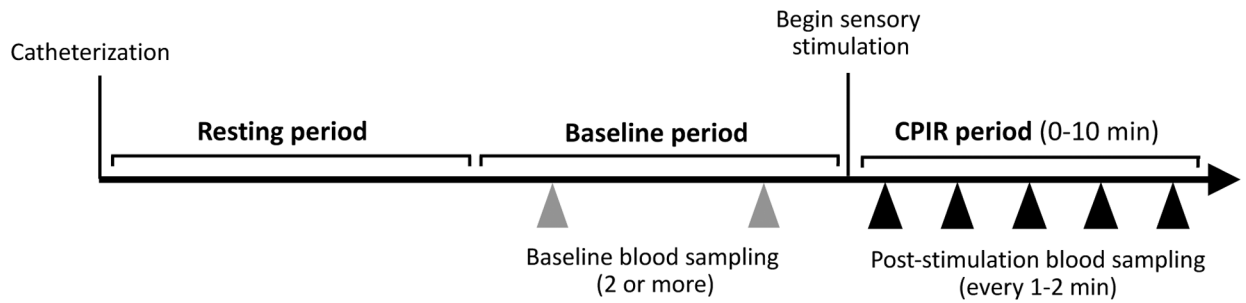 Begin sensory
stimulation
Catheterization
Resting period
Baseline period
CPIR period (0-10 min)
Baseline blood sampling
(2 or more)
Post-stimulation blood sampling
(every 1-2 min)